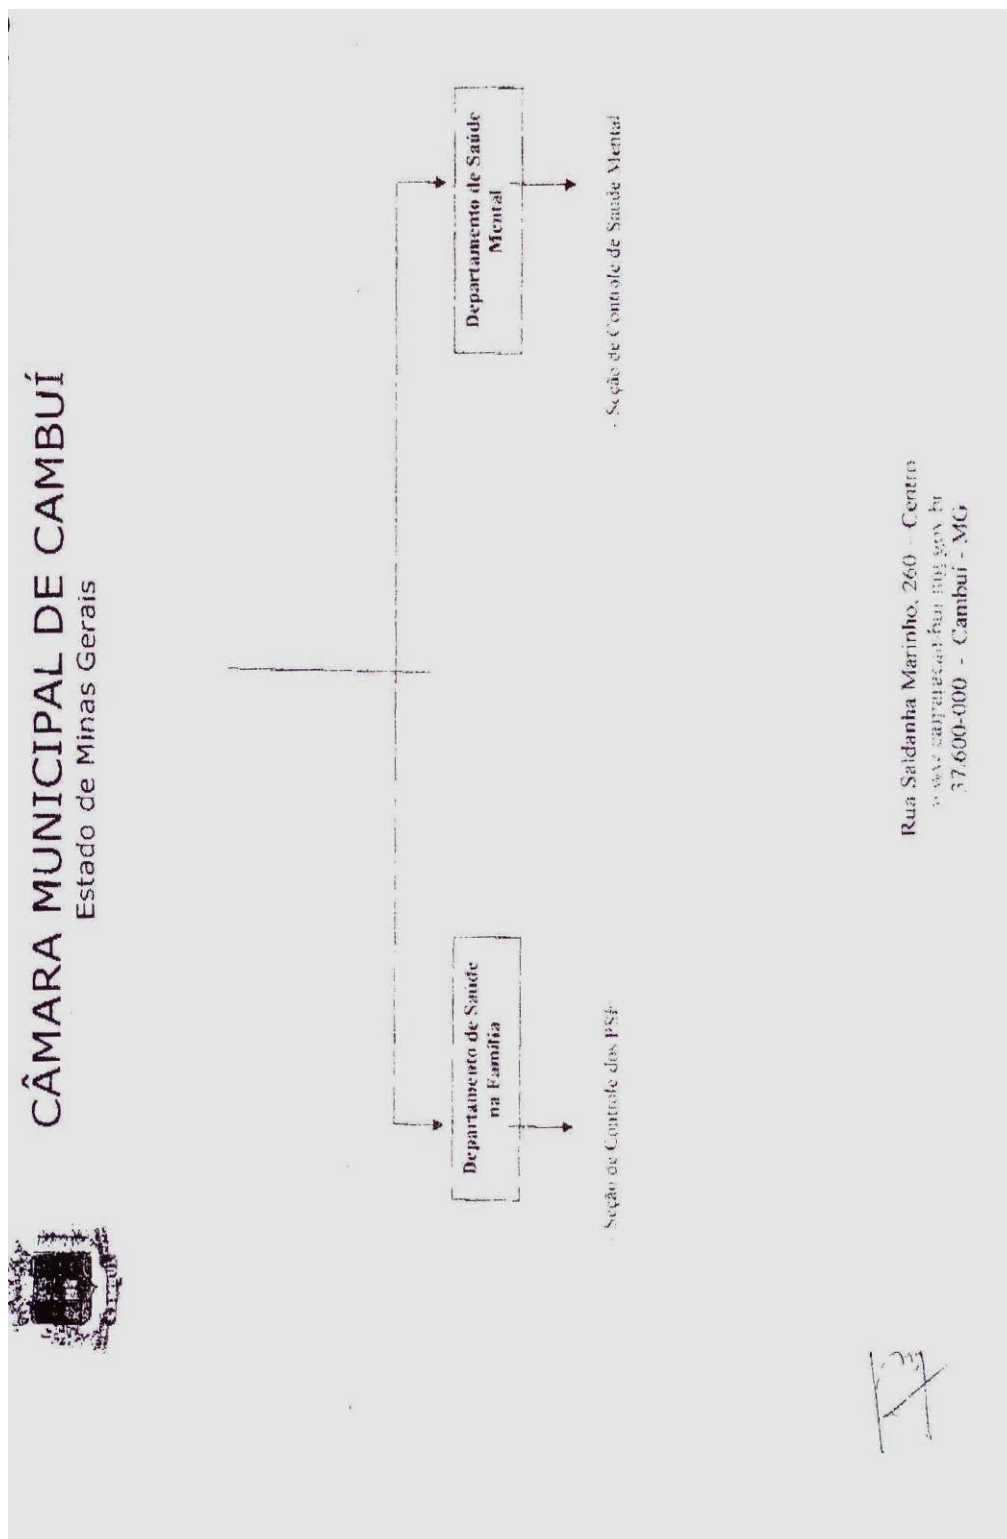 CÂMARA MUNICIPAL DE CAMBUÍ
Estado de Minas Gerais
Departamento de Saúde
na Família
- Seção de Controle dos PSF
Departamento de Saúde
Mental
- Seção de Controle de Saúde Mental
Rua Saldanha Marinho, 260 - Centro
37.600-000 - Cambuí - MG